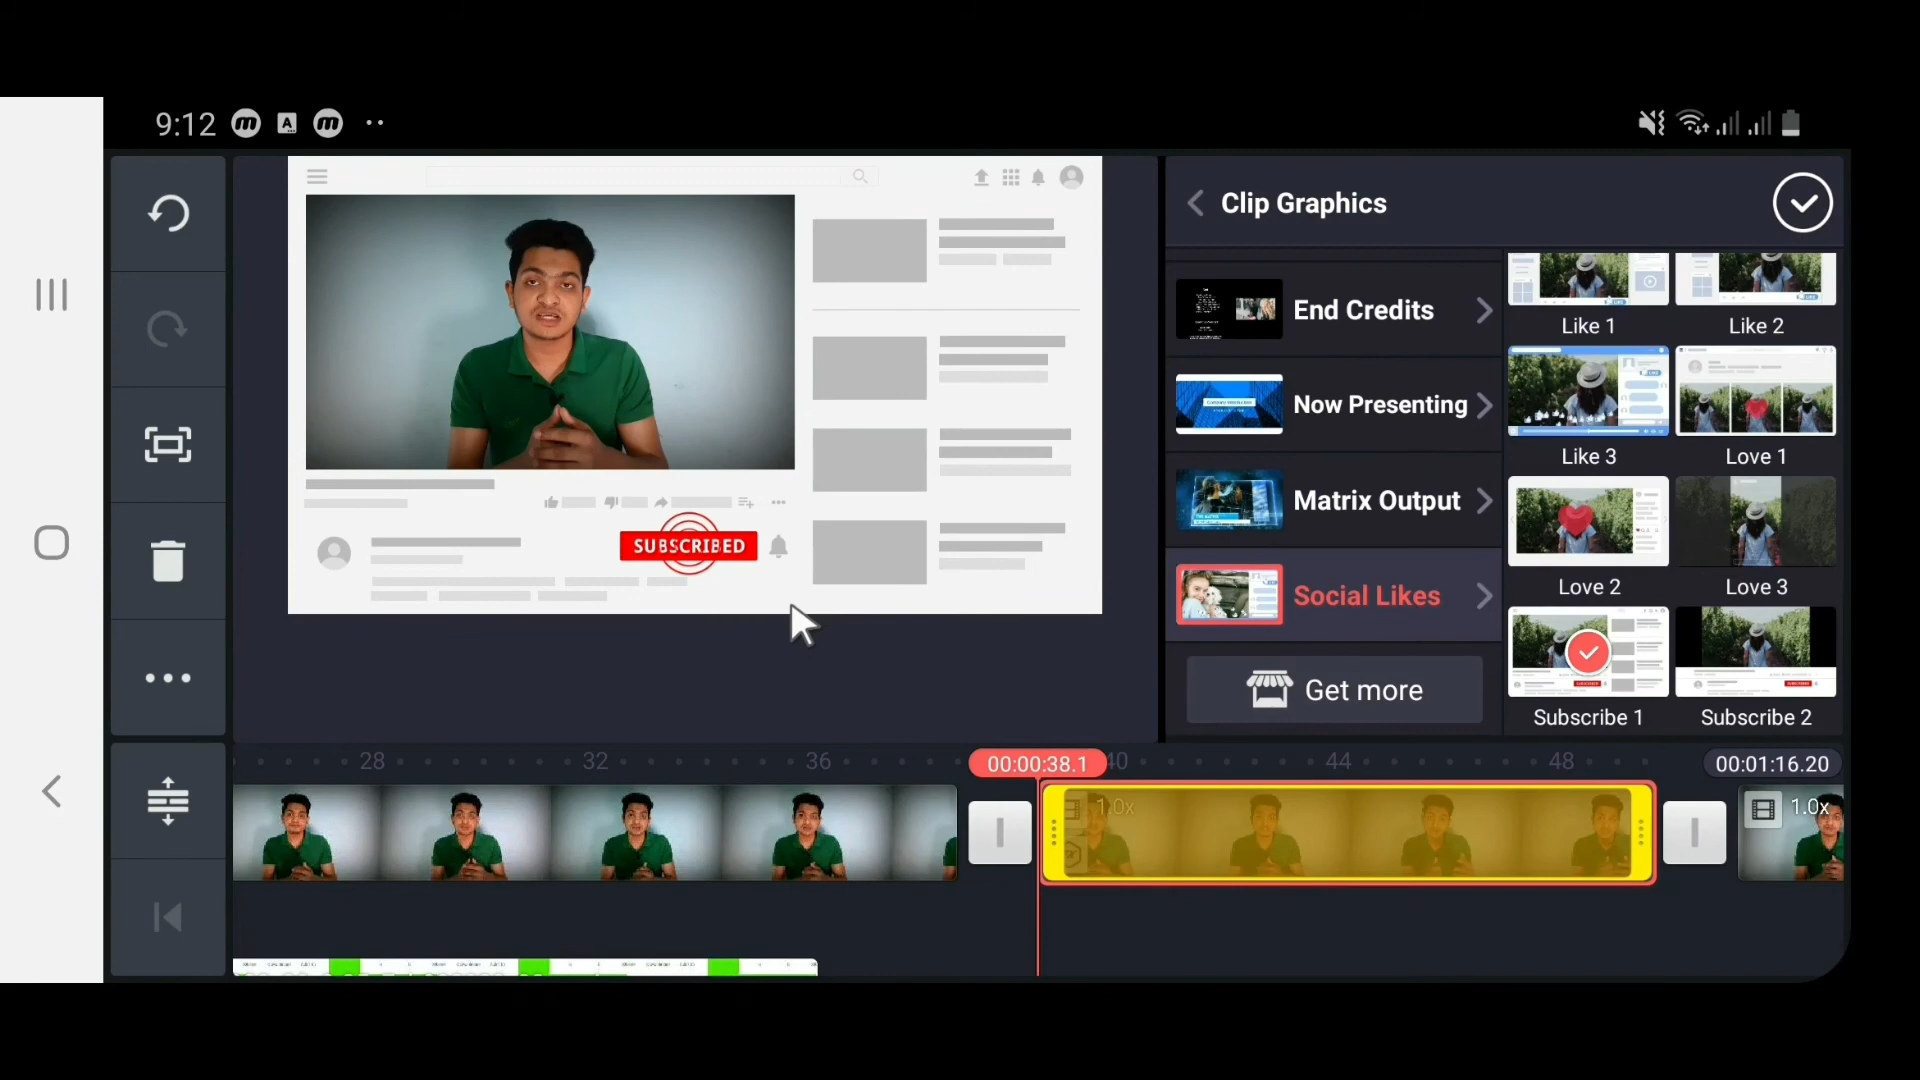 9:12
Clip Graphics
End Credits
Now Presenting
Matrix Output
Social Likes
Get more
Like 1
Like 2
Like 3
Love 1
Love 2
Love 3
Subscribe 1
Subscribe 2
SUBSCRIBED
28
32
36
00:00:38.1
40
44
48
00:01:16.20
1.0x
1.0x